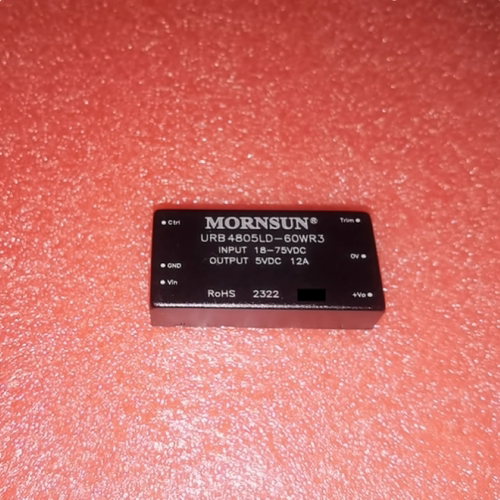 MORNSUN®
URB4805LD-60WR3
INPUT 18-75VDC
OUTPUT 5VDC 12A
RoHS 2322
Ctrl
GND
Vin
Trim
0V
+Vo